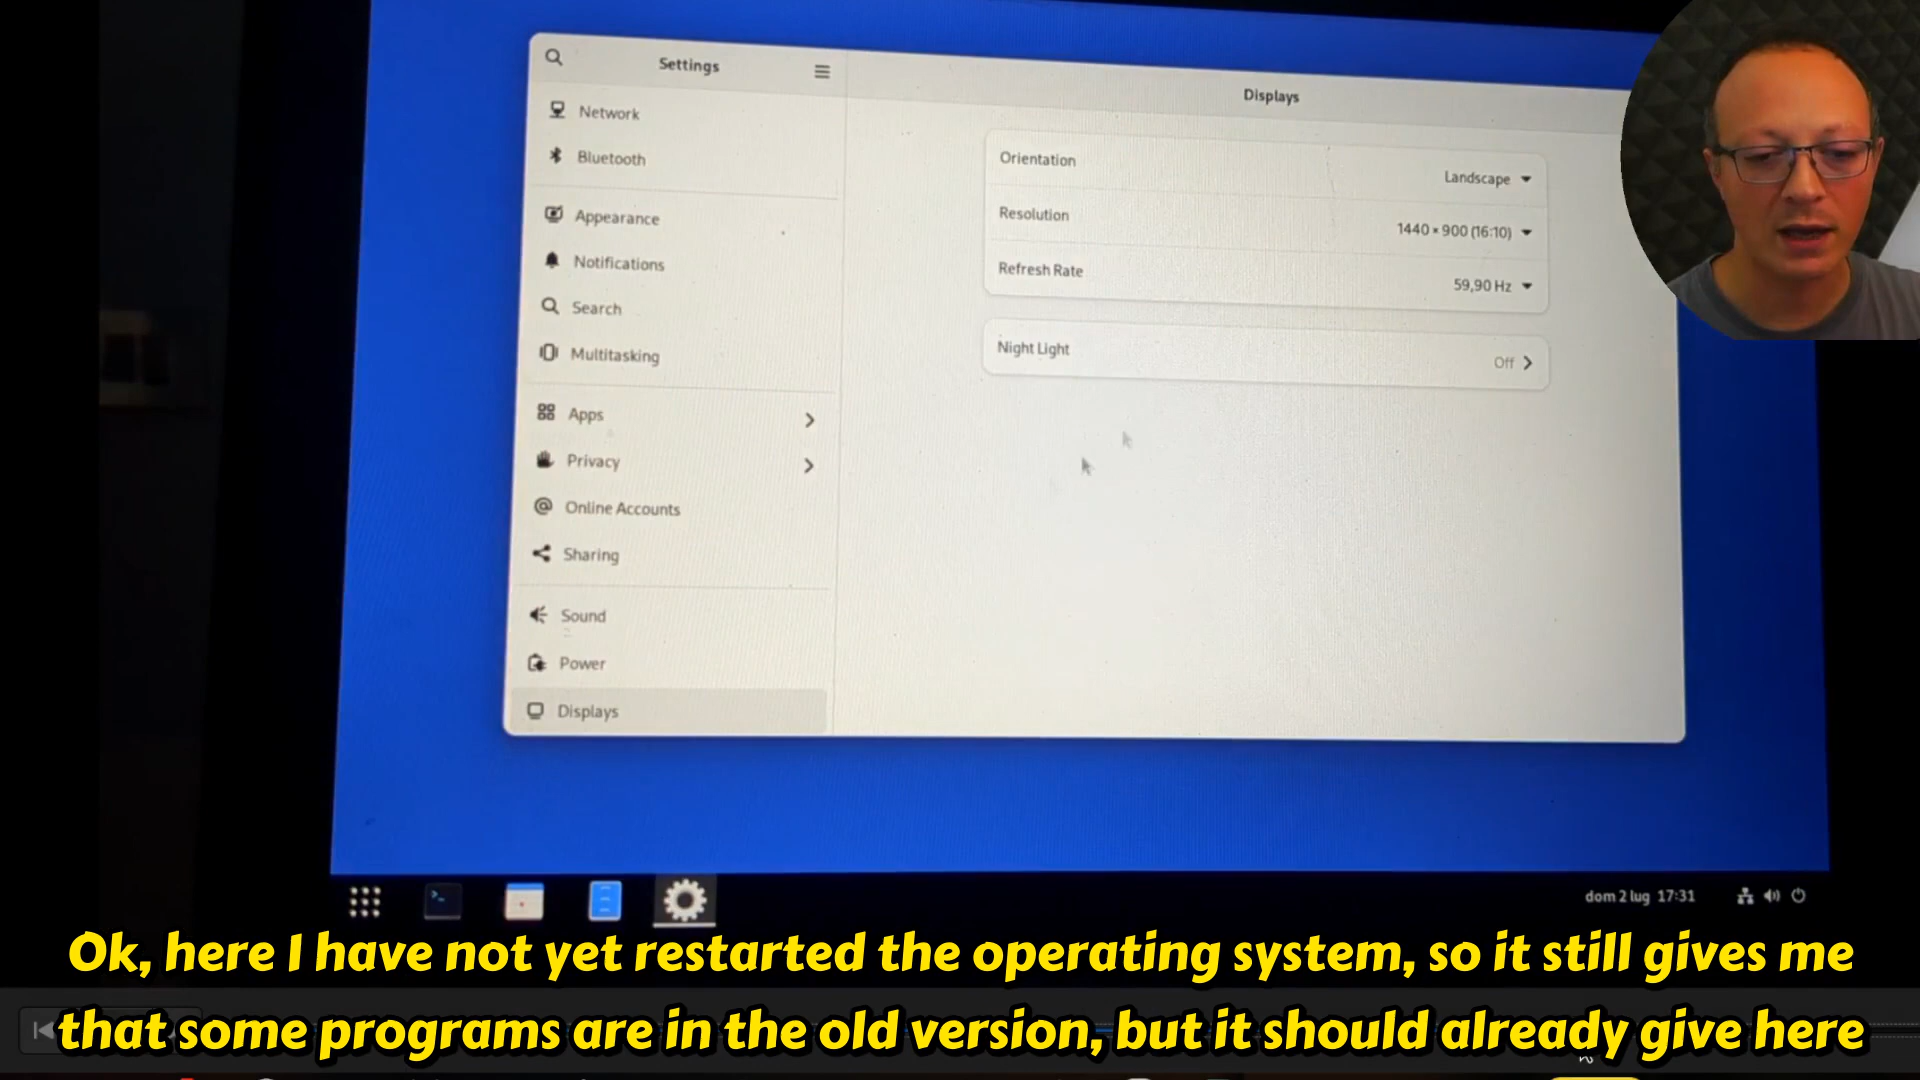 Settings
Displays
Network
Bluetooth
Appearance
Notifications
Search
Multitasking
Apps
Privacy
Online Accounts
Sharing
Sound
Power
Displays
Orientation
Landscape
Resolution
1440 × 900 (16:10)
Refresh Rate
59,90 Hz
Night Light
Off
dom 2 lug 17:31
Ok, here I have not yet restarted the operating system, so it still gives me
that some programs are in the old version, but it should already give here